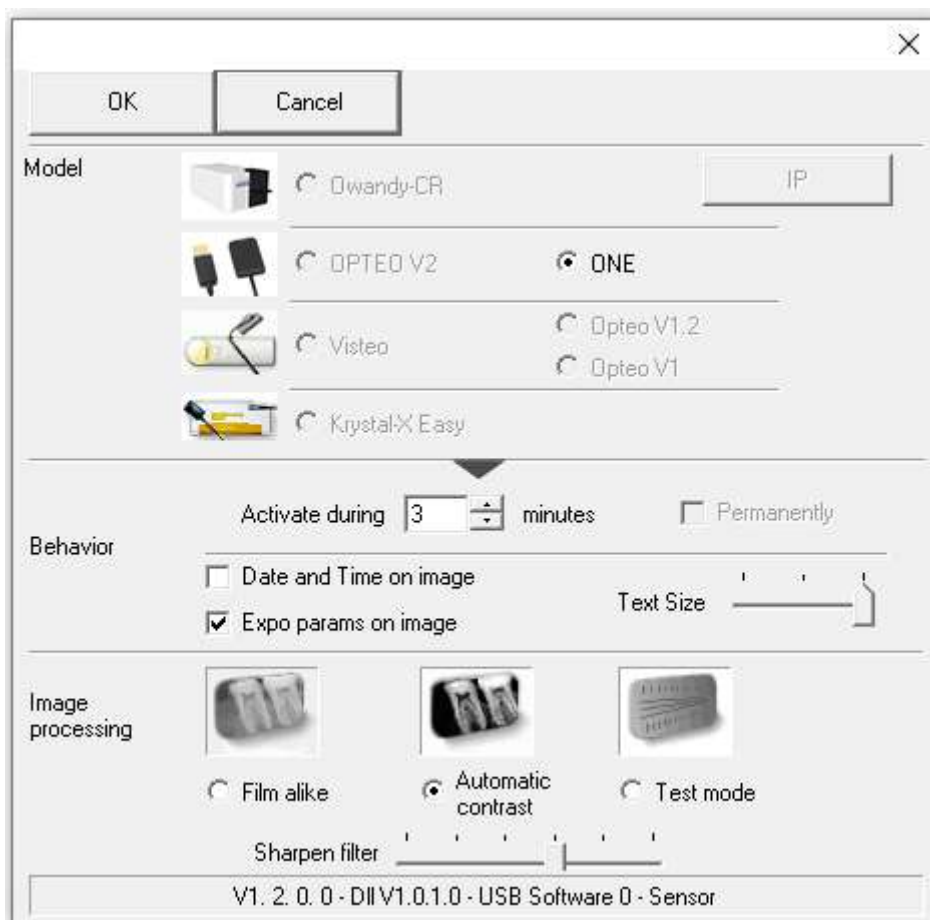 OK
Cancel
Model
Owandy-CR
IP
OPTEO V2
ONE
Visteo
Opteo V1.2
Opteo V1
Krystal-X Easy
Activate during 3 minutes
Permanently
Behavior
Date and Time on image
Expo params on image
Text Size
Image
processing
Film alike
Automatic
contrast
Test mode
Sharpen filter
V1. 2. 0. 0 - Dll V1.0.1.0 - USB Software 0 - Sensor